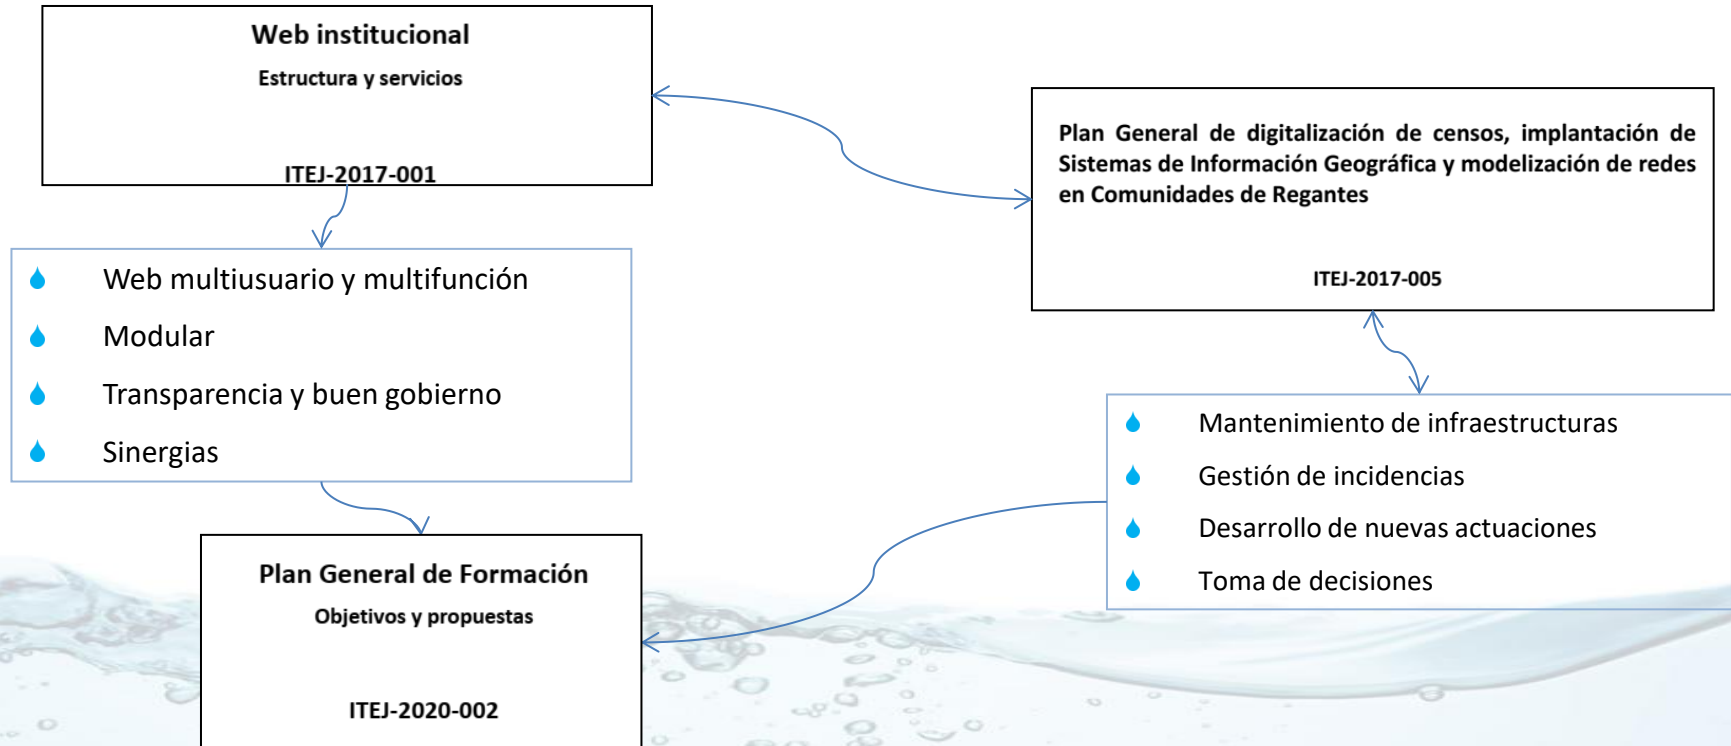 Web institucional
Estructura y servicios
ITEJ-2017-001
Plan General de digitalización de censos, implantación de
Sistemas de Información Geográfica y modelización de redes
en Comunidades de Regantes
ITEJ-2017-005
Web multiusuario y multifunción
Modular
Transparencia y buen gobierno
Sinergias
Mantenimiento de infraestructuras
Gestión de incidencias
Desarrollo de nuevas actuaciones
Toma de decisiones
Plan General de Formación
Objetivos y propuestas
ITEJ-2020-002